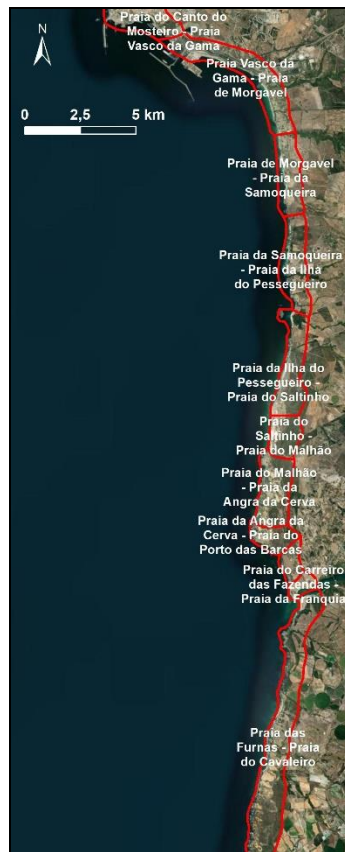 Praia do Canto do
Mosteiro - Praia
Vasco da Gama
N
Praia Vasco da
Gama - Praia
de Morgavel
0 2,5 5 km
Praia de Morgavel
- Praia da
Samoqueira
Praia da Samoqueira
- Praia da Ilha
do Pessegueiro
Praia da Ilha do
Pessegueiro -
Praia do Saltinho
Praia do
Saltinho -
Praia do Malhão
Praia do Malhão
- Praia da
Angra da Cerva
Praia da Angra da
Cerva - Praia do
Porto das Barcas
Praia do Carreiro
das Fazendas -
Praia da Franquia
Praia das
Furnas - Praia
do Cavaleiro